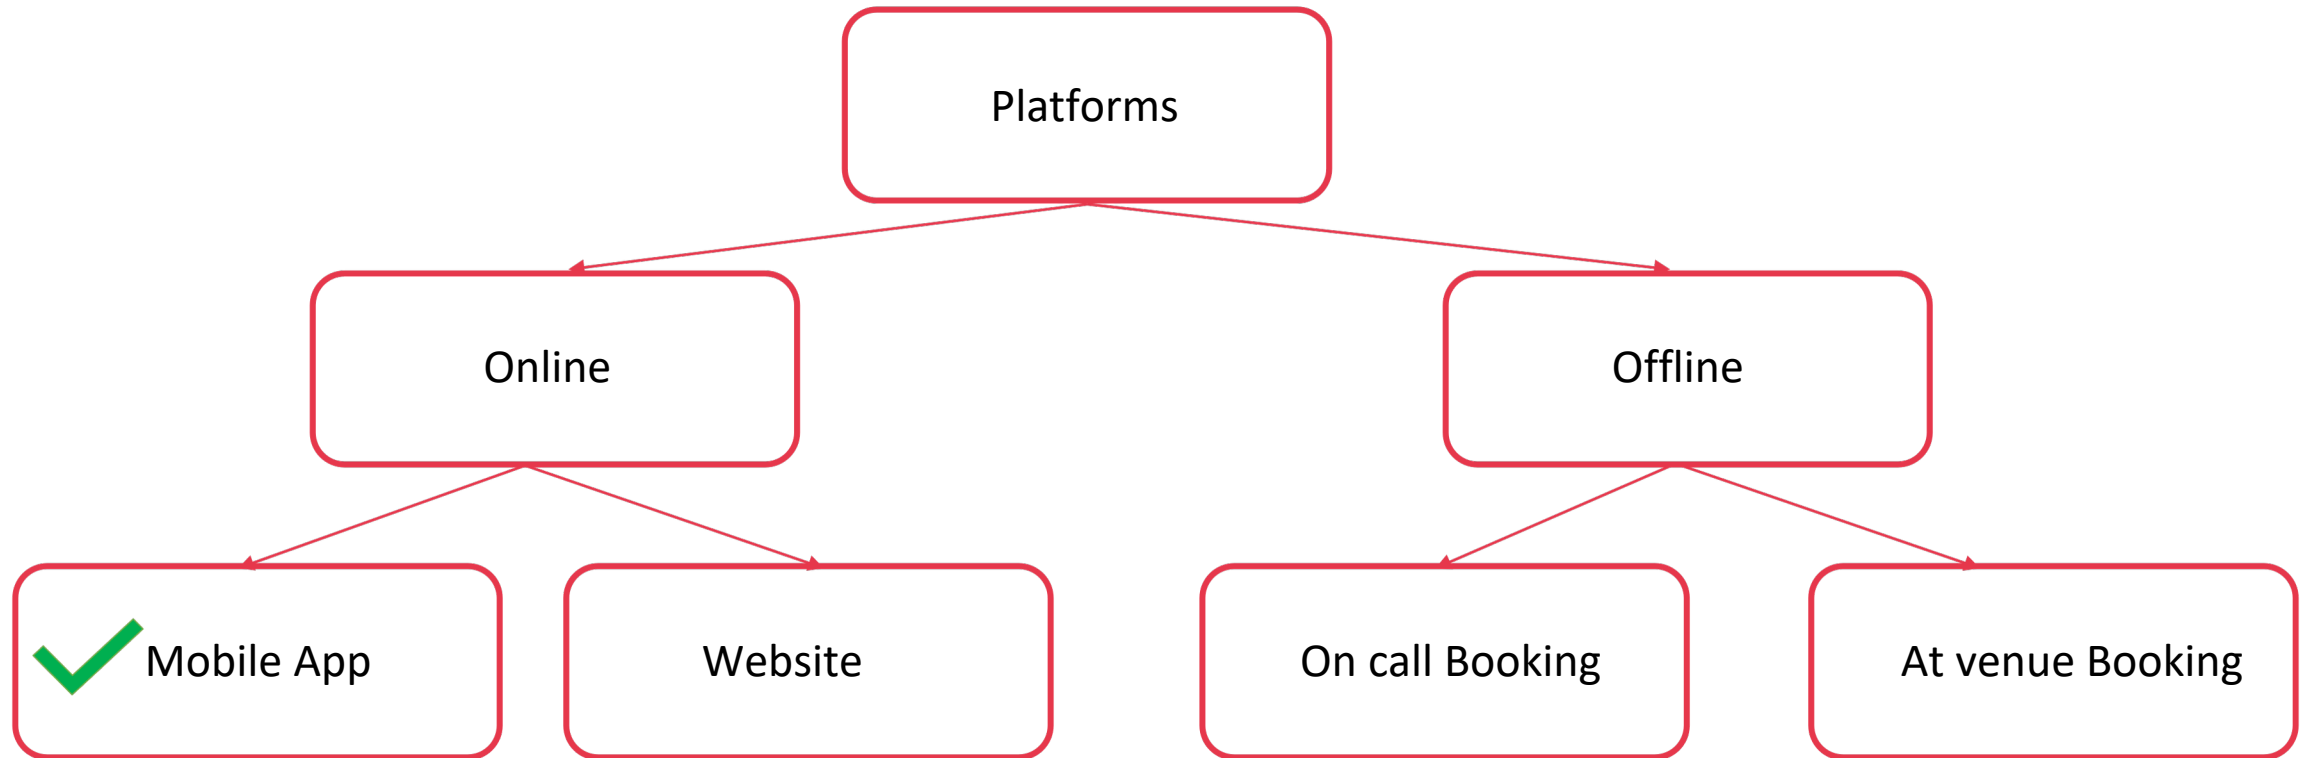 Platforms
Online
Offline
Mobile App
Website
On call Booking
At venue Booking